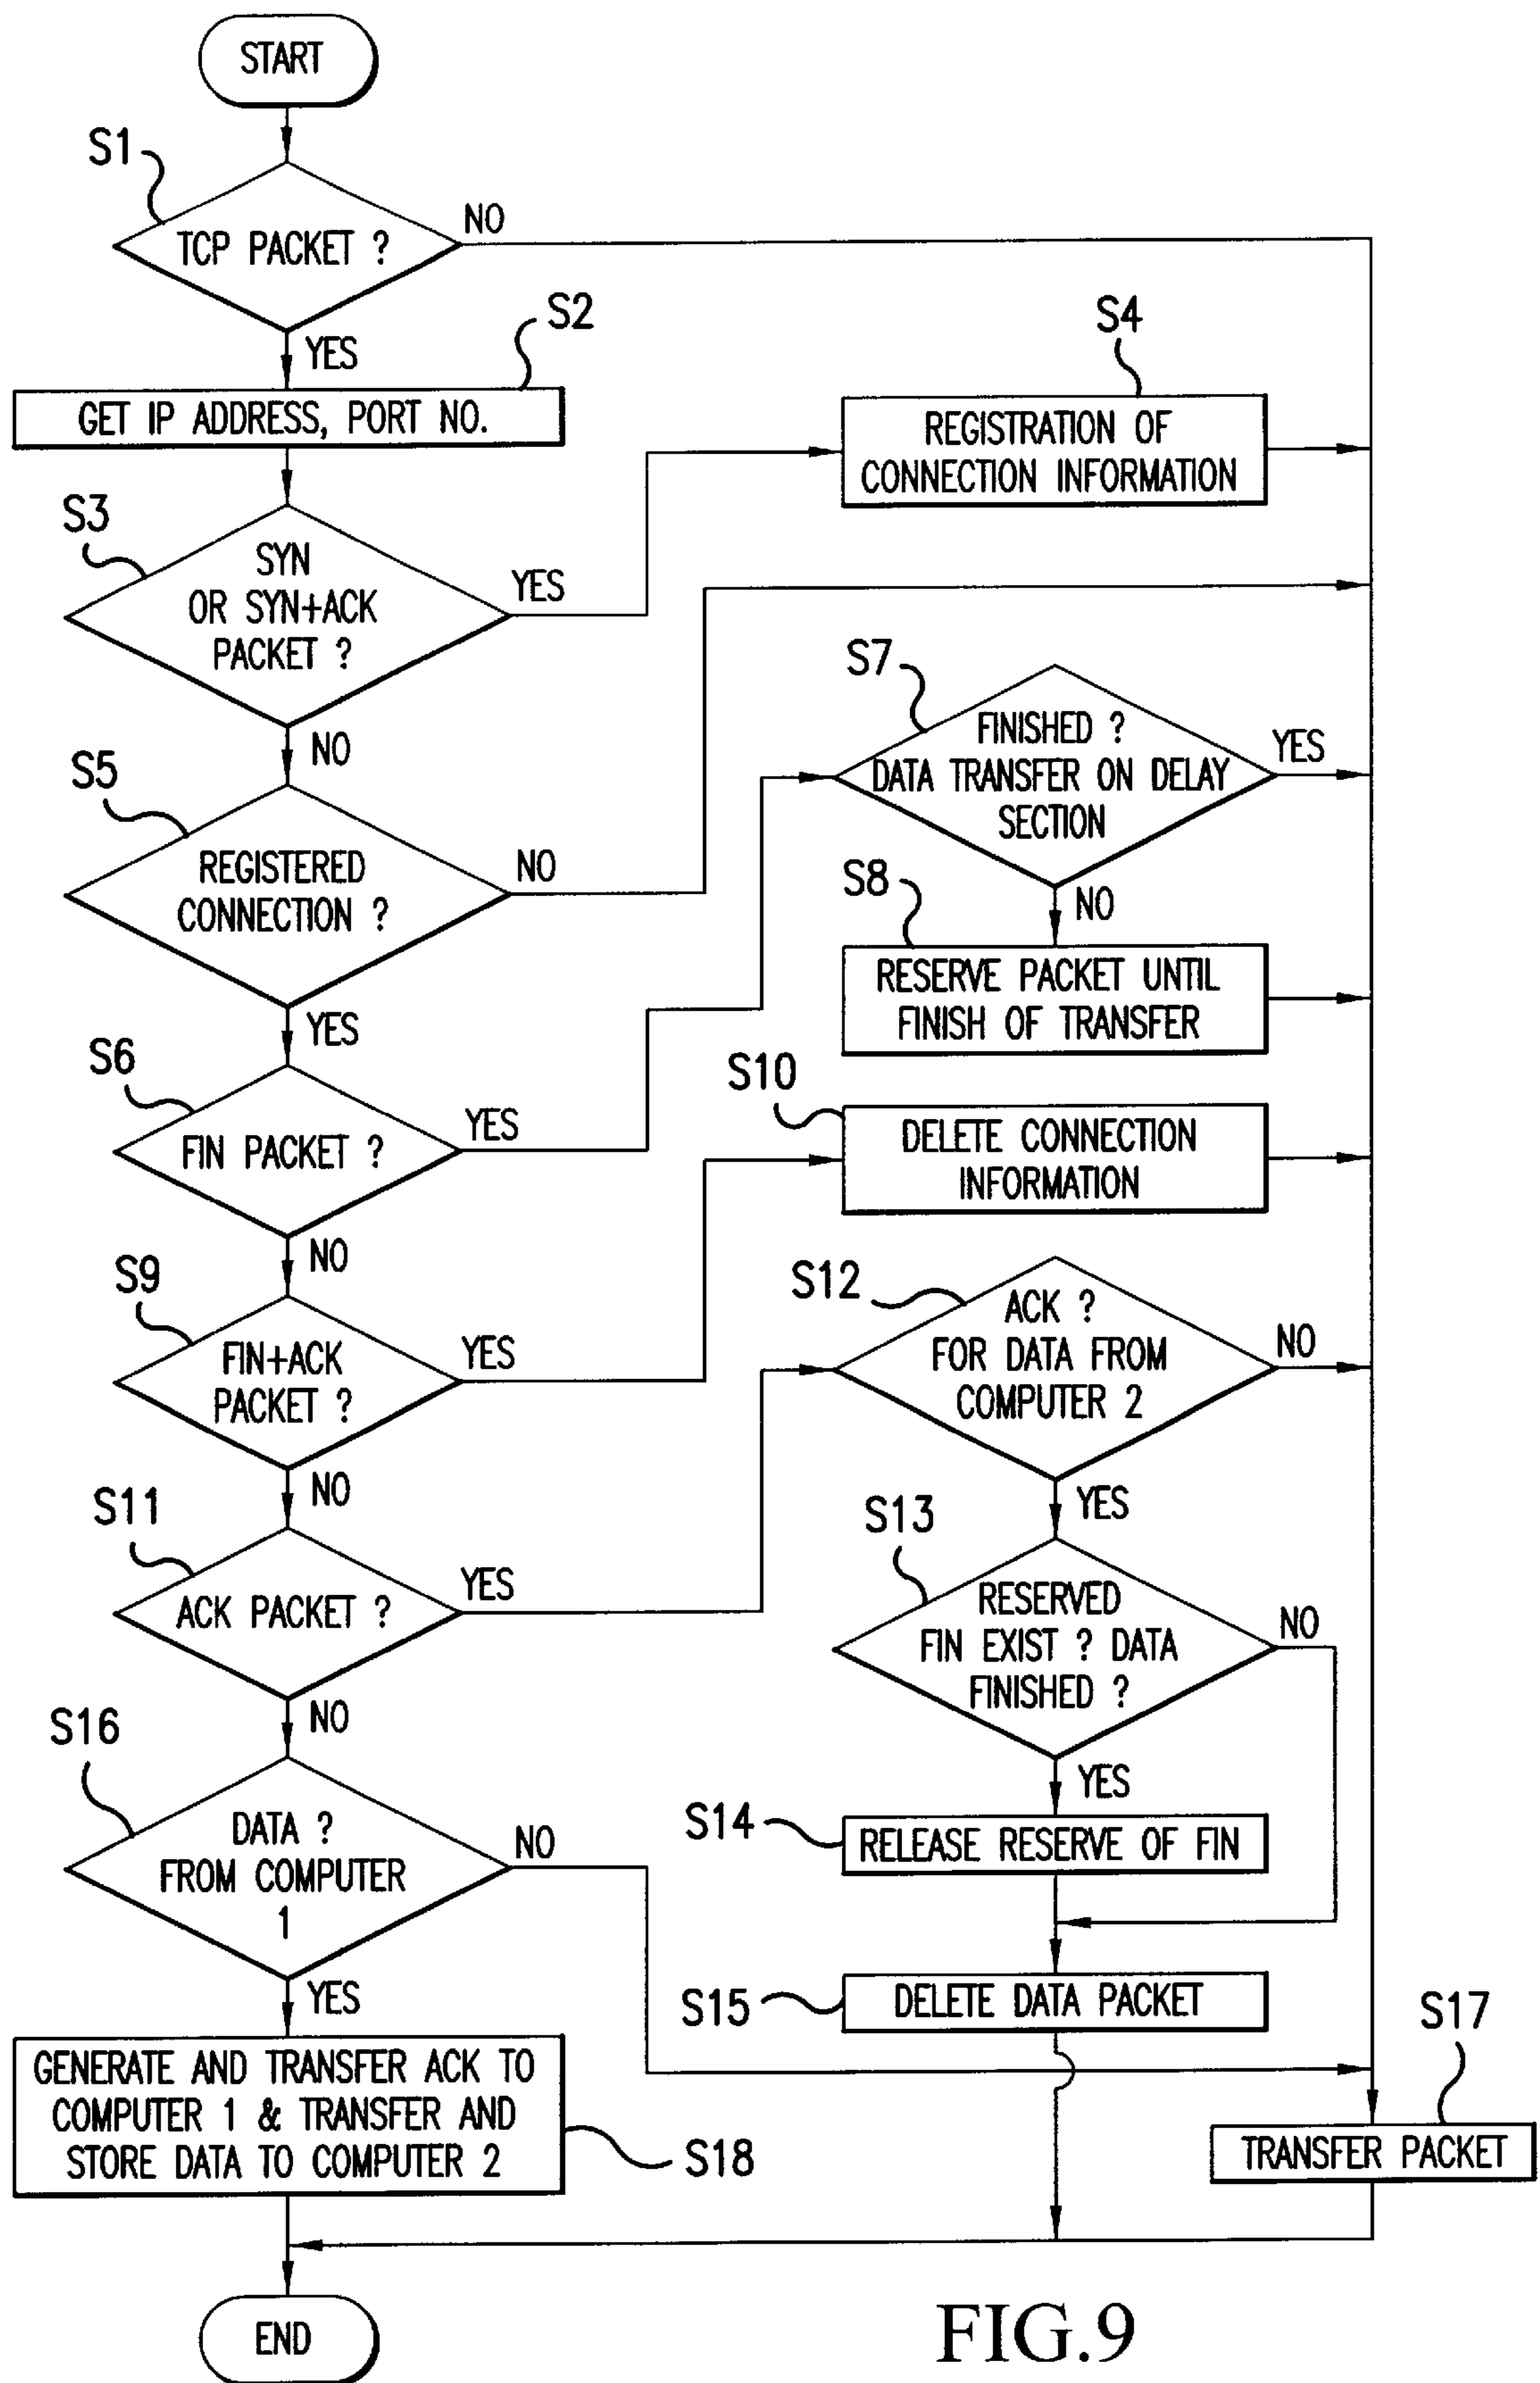 START
S1
TCP PACKET ?
NO
YES
S2
GET IP ADDRESS, PORT NO.
S4
REGISTRATION OF
CONNECTION INFORMATION
S3
SYN
OR SYN+ACK
PACKET ?
YES
NO
S7
FINISHED ?
DATA TRANSFER ON DELAY
SECTION
YES
NO
S5
REGISTERED
CONNECTION ?
NO
YES
S8
RESERVE PACKET UNTIL
FINISH OF TRANSFER
S6
FIN PACKET ?
YES
NO
S10
DELETE CONNECTION
INFORMATION
S9
FIN+ACK
PACKET ?
YES
NO
S12
ACK ?
FOR DATA FROM
COMPUTER 2
NO
YES
S11
ACK PACKET ?
YES
NO
S13
RESERVED
FIN EXIST ? DATA
FINISHED ?
NO
YES
S16
DATA ?
FROM COMPUTER
1
NO
YES
S14
RELEASE RESERVE OF FIN
S15
DELETE DATA PACKET
S17
TRANSFER PACKET
GENERATE AND TRANSFER ACK TO
COMPUTER 1 & TRANSFER AND
STORE DATA TO COMPUTER 2
S18
END
FIG.9